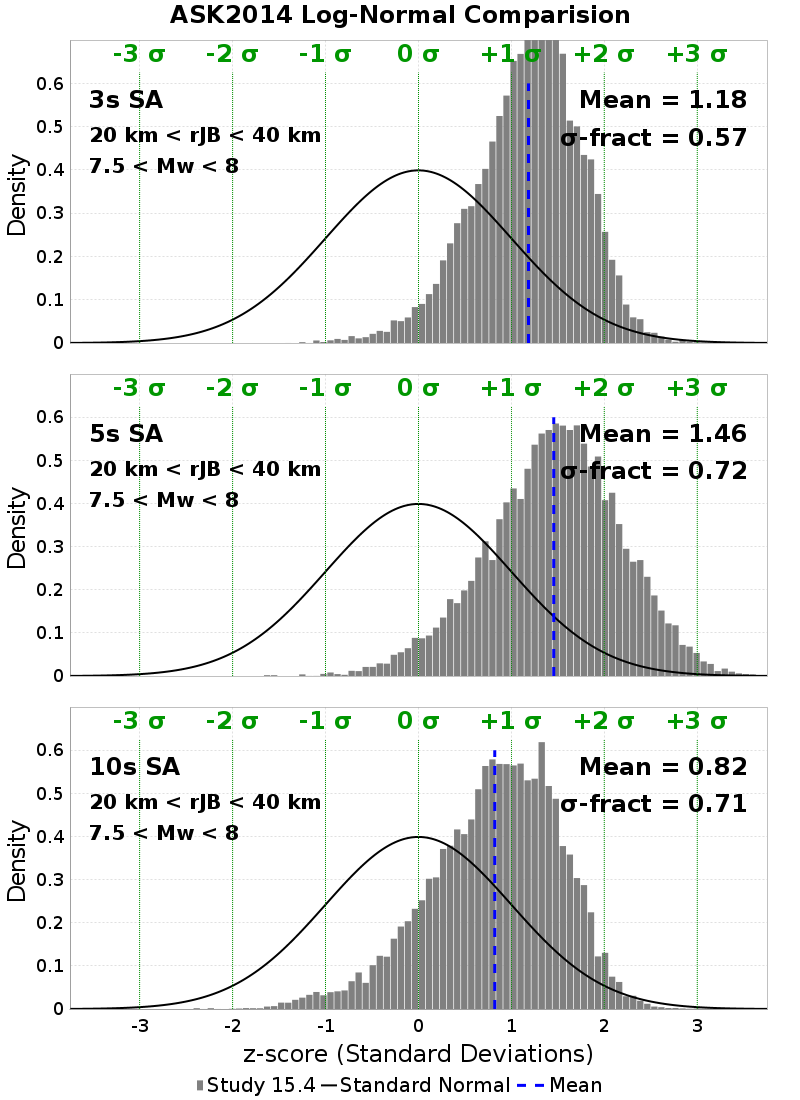 ASK2014 Log-Normal Comparision
-3 σ -2 σ -1 σ 0 σ +1 σ +2 σ +3 σ
3s SA
20 km < rJB < 40 km
7.5 < Mw < 8
Mean = 1.18
σ-fract = 0.57
Density
0.6
0.5
0.4
0.3
0.2
0.1
0
-3 σ -2 σ -1 σ 0 σ +1 σ +2 σ +3 σ
5s SA
20 km < rJB < 40 km
7.5 < Mw < 8
Mean = 1.46
σ-fract = 0.72
Density
0.6
0.5
0.4
0.3
0.2
0.1
0
-3 σ -2 σ -1 σ 0 σ +1 σ +2 σ +3 σ
10s SA
20 km < rJB < 40 km
7.5 < Mw < 8
Mean = 0.82
σ-fract = 0.71
Density
0.6
0.5
0.4
0.3
0.2
0.1
0
-3 -2 -1 0 1 2 3
z-score (Standard Deviations)
Study 15.4 Standard Normal Mean